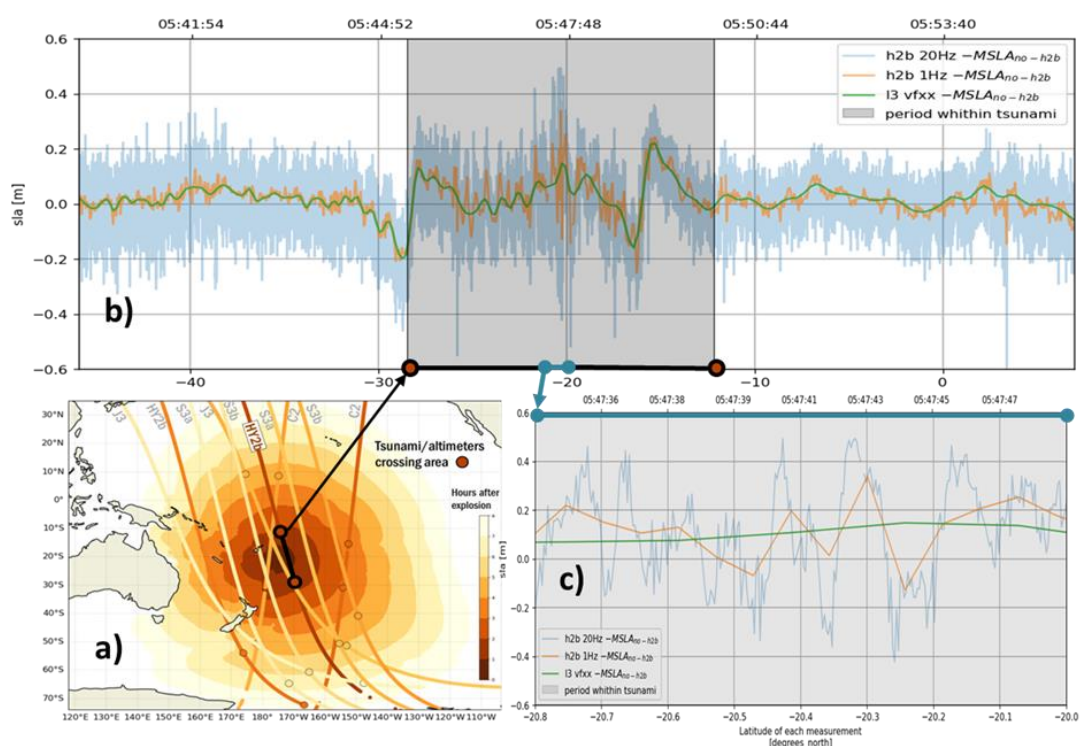 05:41:54 05:44:52 05:47:48 05:50:44 05:53:40
0.6
0.4
0.2
0.0
−0.2
−0.4
−0.6
sla [m]
h2b 20Hz −MSLAno−h2b
h2b 1Hz −MSLAno−h2b
l3 vfxx −MSLAno−h2b
period whithin tsunami
b)
−40 −30 −20 −10 0
30°N
20°N
10°N
0°
10°S
20°S
30°S
40°S
50°S
60°S
70°S
J3 HY2b S3a J3 S3b S3a C2 S3b C2
HY2b
Tsunami/altimeters
crossing area
Hours after
explosion
a)
120°E 130°E 140°E 150°E 160°E 170°E 180° 170°W 160°W 150°W 140°W 130°W 120°W 110°W
05:47:36 05:47:38 05:47:39 05:47:41 05:47:43 05:47:45 05:47:47
0.6
0.4
0.2
0.0
−0.2
−0.4
−0.6
sla [m]
c)
h2b 20Hz −MSLAno−h2b
h2b 1Hz −MSLAno−h2b
l3 vfxx −MSLAno−h2b
period whithin tsunami
−20.8 −20.7 −20.6 −20.5 −20.4 −20.3 −20.2 −20.1 −20.0
Latitude of each measurement
[degrees_north]